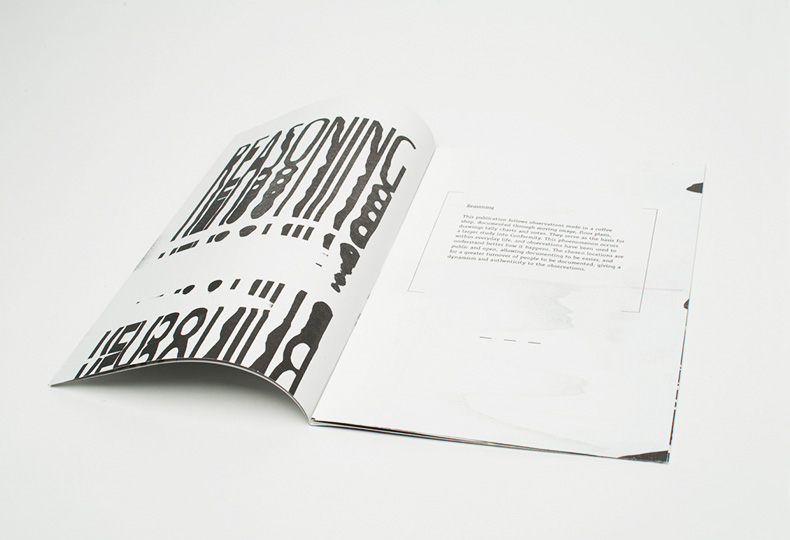 REASONING
Reasoning
This publication follows observations made in a coffee
shop, documented through moving image, floor plans,
drawings tally charts and notes. They serve as the basis for
a larger study into Conformity. This phenomenon occurs
within everyday life, and observations have been used to
understand better how it happens. The chosen locations are
public and open, allowing documenting to be easier, and
for a greater turnover of people to be documented, giving a
dynamism and authenticity to the observations.